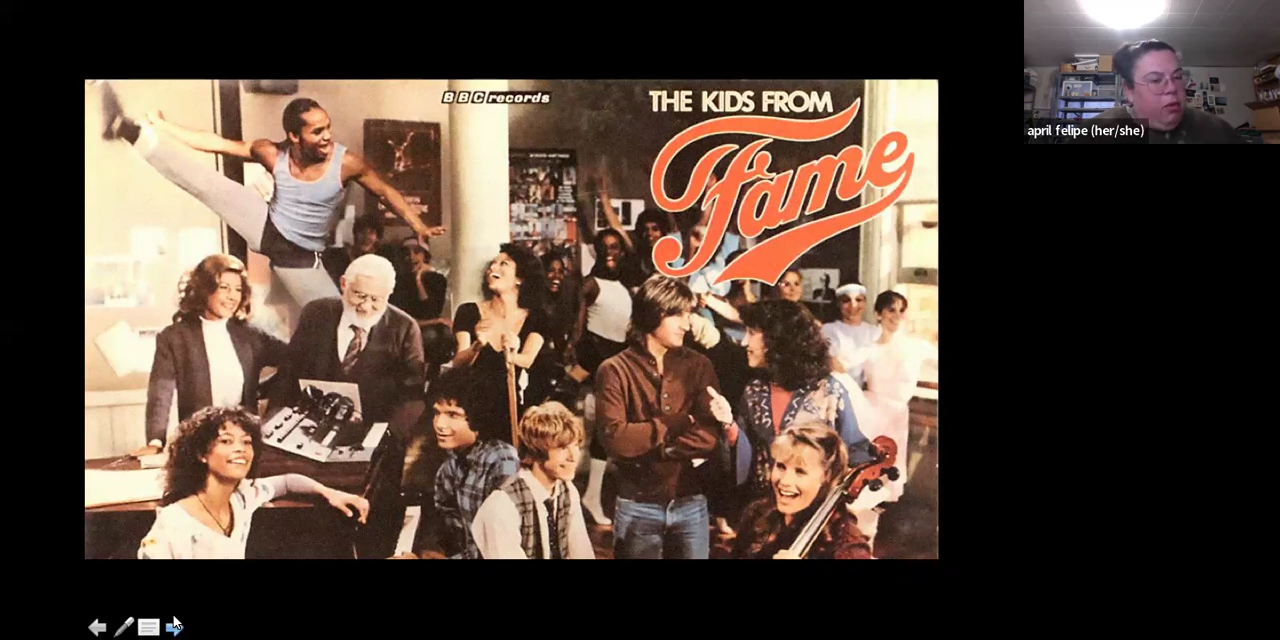 BBC records
THE KIDS FROM
Fame
april felipe (her/she)